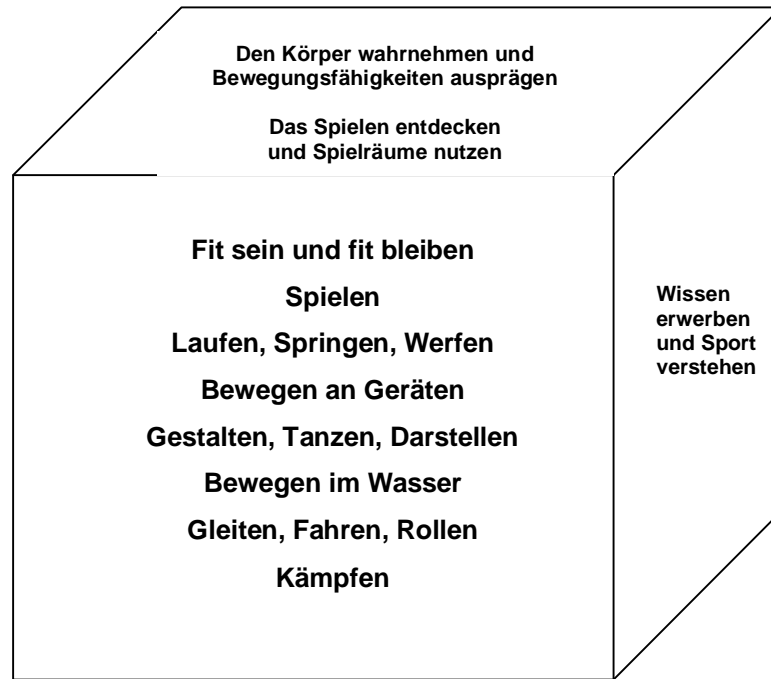 Den Körper wahrnehmen und
Bewegungsfähigkeiten ausprägen
Das Spielen entdecken
und Spielräume nutzen
Fit sein und fit bleiben
Spielen
Laufen, Springen, Werfen
Bewegen an Geräten
Gestalten, Tanzen, Darstellen
Bewegen im Wasser
Gleiten, Fahren, Rollen
Kämpfen
Wissen
erwerben
und Sport
verstehen